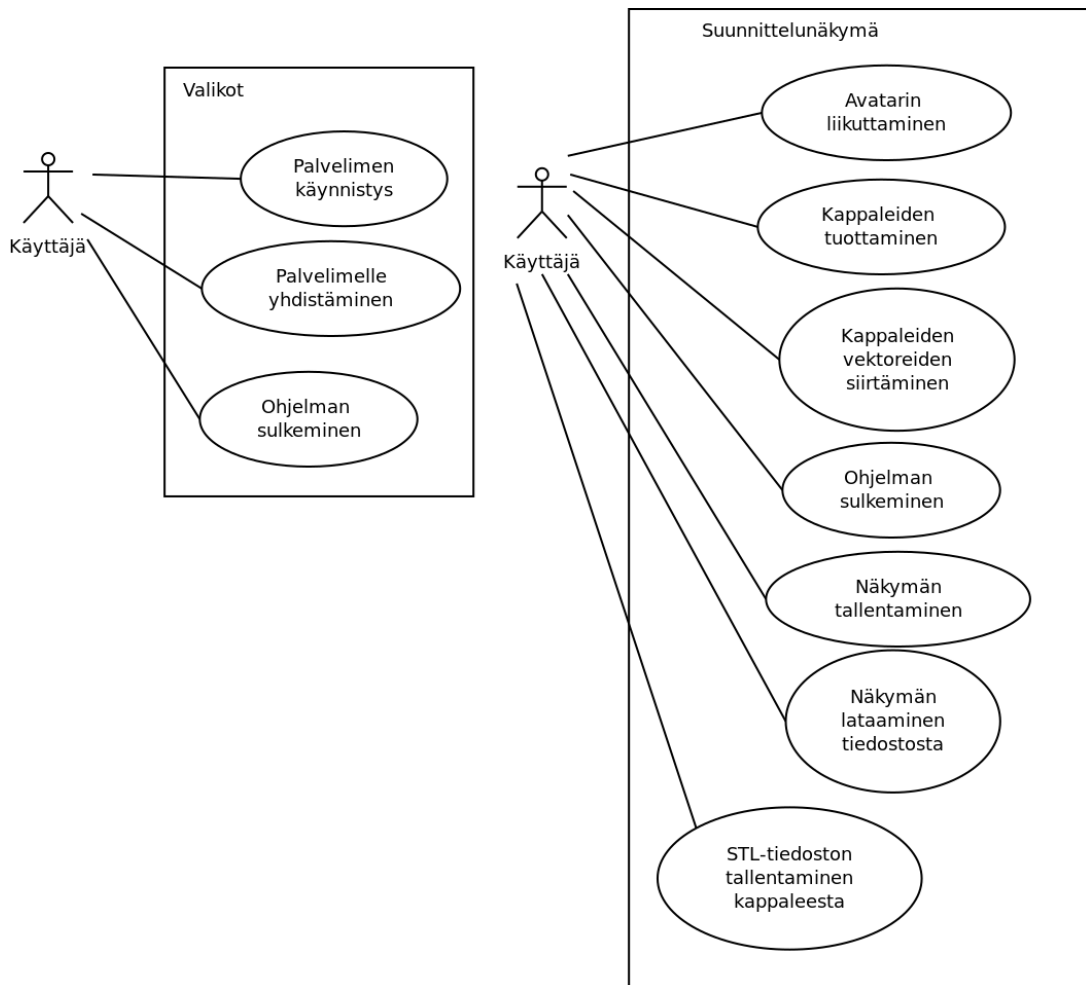 Valikot
Palvelimen
käynnistys
Käyttäjä
Palvelimelle
yhdistäminen
Ohjelman
sulkeminen
Suunnittelunäkymä
Avatarin
liikuttaminen
Käyttäjä
Kappaleiden
tuottaminen
Kappaleiden
vektoreiden
siirtäminen
Ohjelman
sulkeminen
Näkymän
tallentaminen
Näkymän
lataaminen
tiedostosta
STL-tiedoston
tallentaminen
kappaleesta